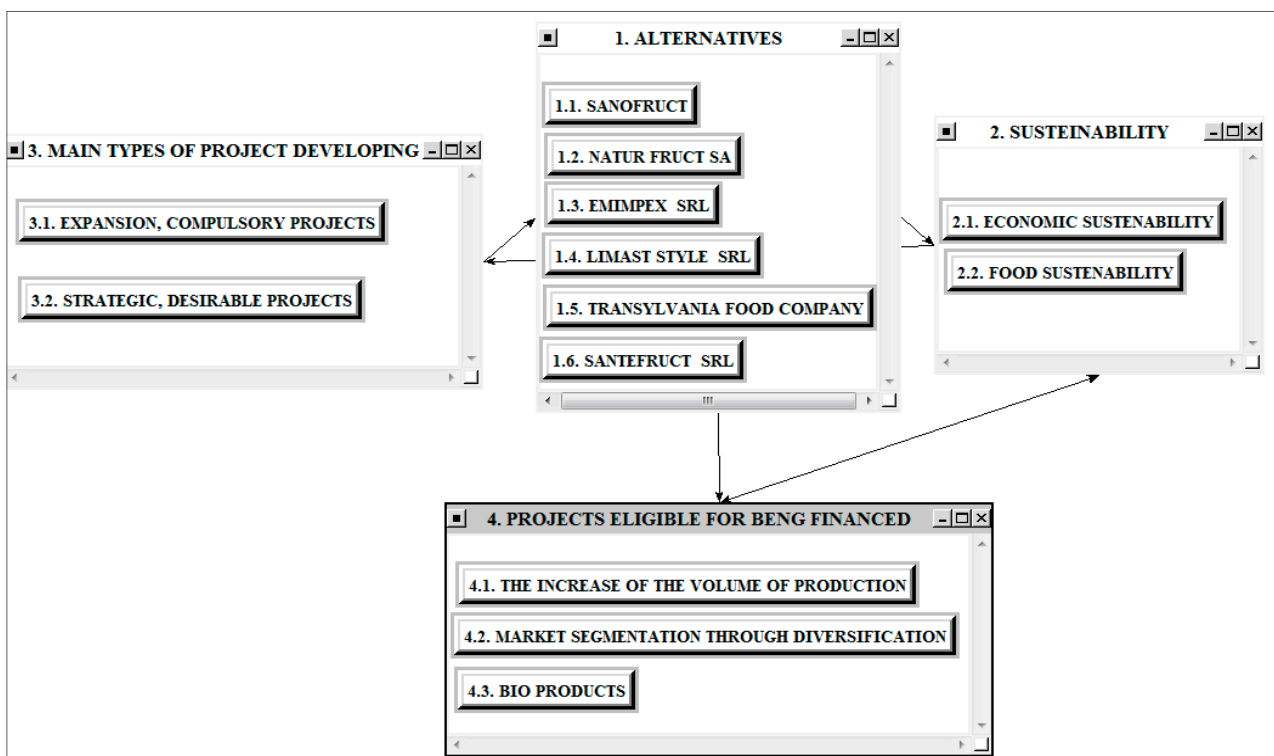 1. ALTERNATIVES
1.1. SANOFRUCT
1.2. NATUR FRUCT SA
1.3. EMIMPEX SRL
1.4. LIMAST STYLE SRL
1.5. TRANSYLVANIA FOOD COMPANY
1.6. SANTEFRUCT SRL
2. SUSTEINABILITY
2.1. ECONOMIC SUSTENABILITY
2.2. FOOD SUSTENABILITY
3. MAIN TYPES OF PROJECT DEVELOPING
3.1. EXPANSION, COMPULSORY PROJECTS
3.2. STRATEGIC, DESIRABLE PROJECTS
4. PROJECTS ELIGIBLE FOR BENG FINANCED
4.1. THE INCREASE OF THE VOLUME OF PRODUCTION
4.2. MARKET SEGMENTATION THROUGH DIVERSIFICATION
4.3. BIO PRODUCTS